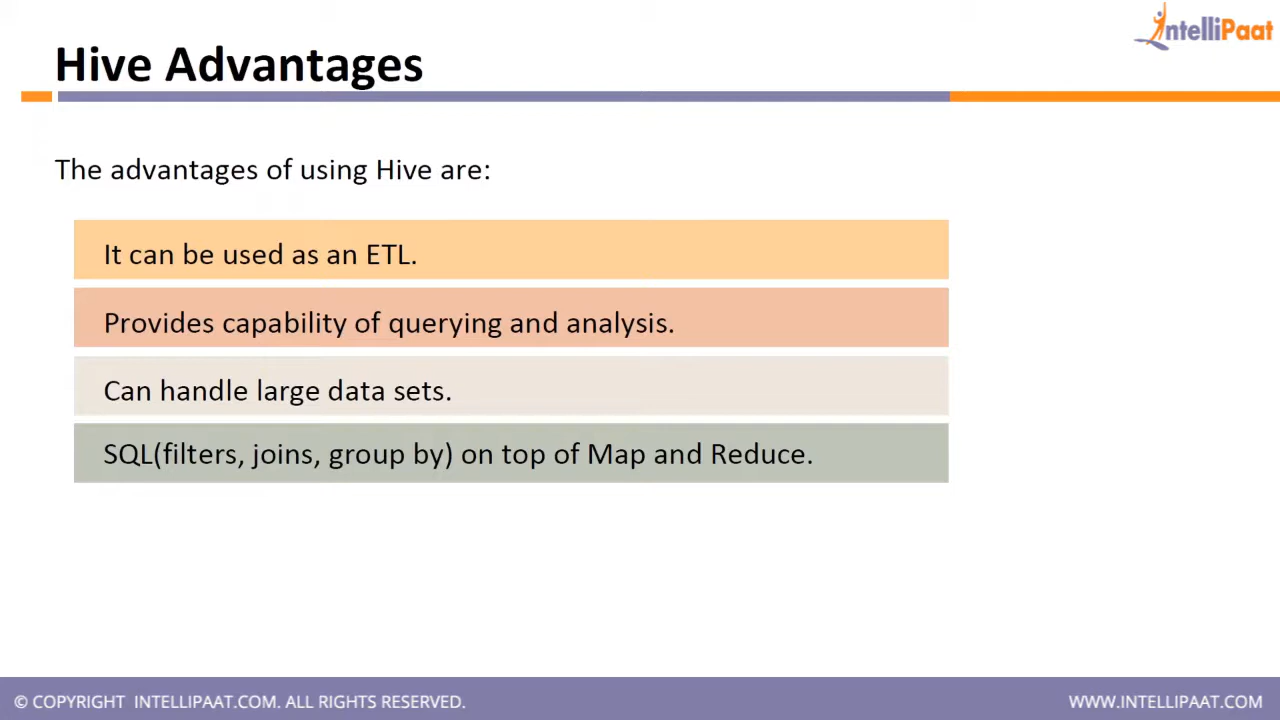 IntelliPaat
Hive Advantages
The advantages of using Hive are:
It can be used as an ETL.
Provides capability of querying and analysis.
Can handle large data sets.
SQL(filters, joins, group by) on top of Map and Reduce.
© COPYRIGHT INTELLIPAAT.COM. ALL RIGHTS RESERVED.
WWW.INTELLIPAAT.COM